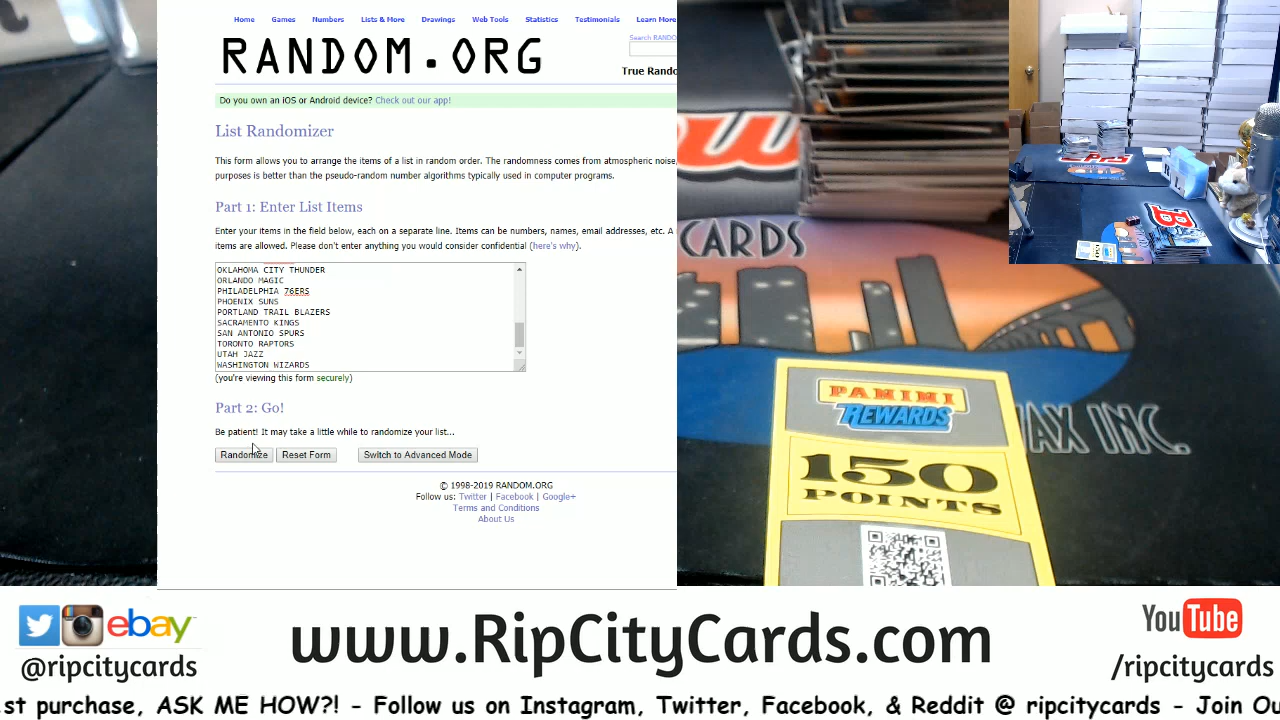 Home Games Numbers Lists & More Drawings Web Tools Statistics Testimonials Learn More
Search RANDO
RANDOM.ORG
True Rando
Do you own an iOS or Android device? Check out our app!
List Randomizer
This form allows you to arrange the items of a list in random order. The randomness comes from atmospheric noise,
purposes is better than the pseudo-random number algorithms typically used in computer programs.
Part 1: Enter List Items
Enter your items in the field below, each on a separate line. Items can be numbers, names, email addresses, etc. A
items are allowed. Please don't enter anything you would consider confidential (here's why).
OKLAHOMA CITY THUNDER
ORLANDO MAGIC
PHILADELPHIA 76ERS
PHOENIX SUNS
PORTLAND TRAIL BLAZERS
SACRAMENTO KINGS
SAN ANTONIO SPURS
TORONTO RAPTORS
UTAH JAZZ
WASHINGTON WIZARDS
(you're viewing this form securely)
Part 2: Go!
Be patient! It may take a little while to randomize your list...
Randomize Reset Form Switch to Advanced Mode
© 1998-2019 RANDOM.ORG
Follow us: Twitter | Facebook | Google+
Terms and Conditions
About Us
CARDS
AX INC.
PANINI
REWARDS
150
POINTS
ebay
@ripcitycards
www.RipCityCards.com
YouTube
/ripcitycards
.st purchase, ASK ME HOW?! - Follow us on Instagram, Twitter, Facebook, & Reddit @ ripcitycards - Join Ou